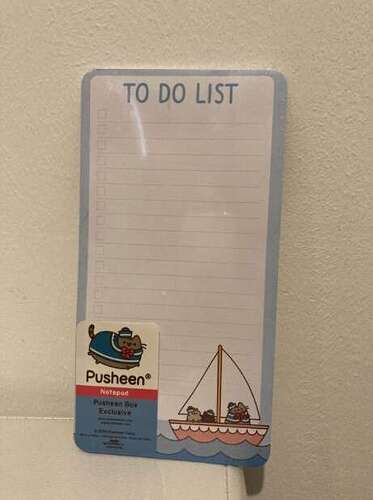 TO DO LIST
Pusheen®
Notepad
Pusheen Box
Exclusive